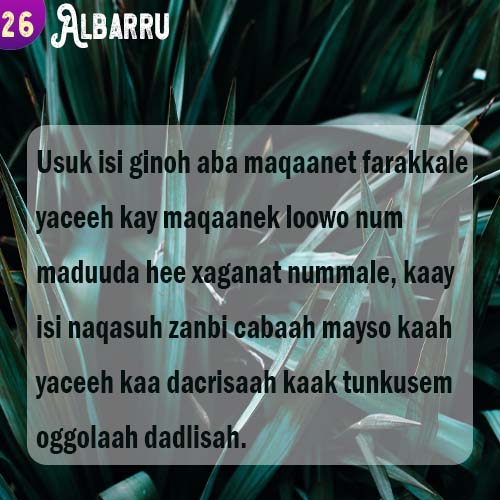 26 ALBARRU
Usuk isi ginoh aba maqaanet farakkale
yaceeh kay maqaanek loowo num
maduuda hee xaganat nummale, kaay
isi naqasuh zanbi cabaah mayso kaah
yaceeh kaa dacrisaah kaak tunkusem
oggolaah dadlisah.